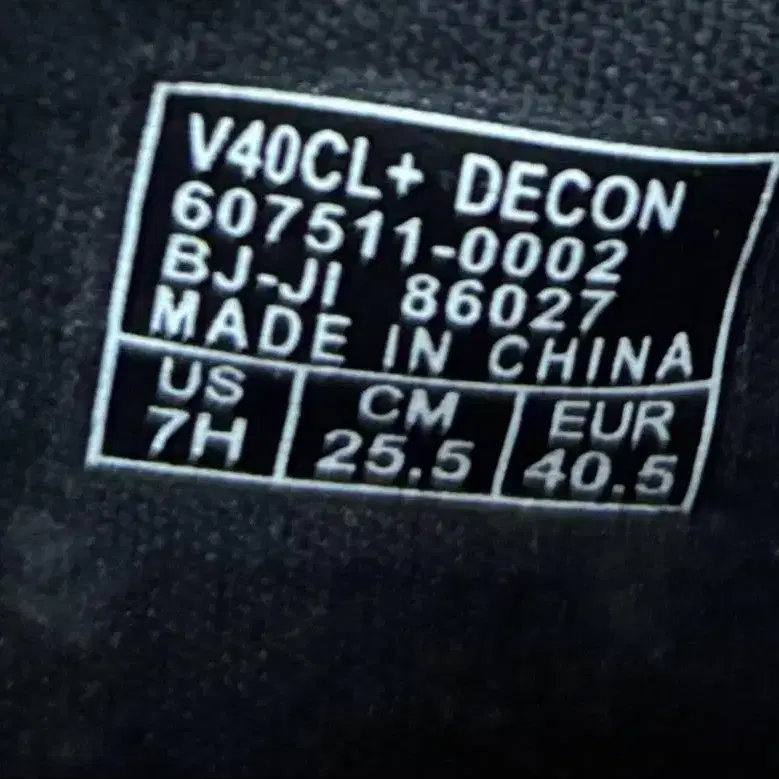 V40CL+ DECON
607511-0002
BJ-JI 86027
MADE IN CHINA
US CM EUR
7H 25.5 40.5